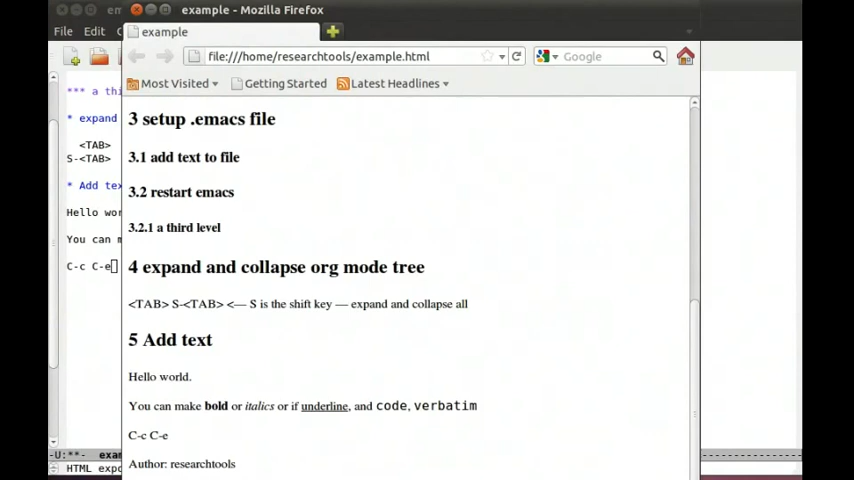 example - Mozilla Firefox
File Edit
example
file:///home/researchtools/example.html
Google
Most Visited Getting Started Latest Headlines
*** a thi
* expand
<TAB>
S-<TAB>
* Add tex
Hello wor
You can m
C-c C-e
3 setup .emacs file
3.1 add text to file
3.2 restart emacs
3.2.1 a third level
4 expand and collapse org mode tree
<TAB> S-<TAB> <— S is the shift key — expand and collapse all
5 Add text
Hello world.
You can make bold or italics or if underline, and code, verbatim
C-c C-e
Author: researchtools
-U:**- exam
HTML expo